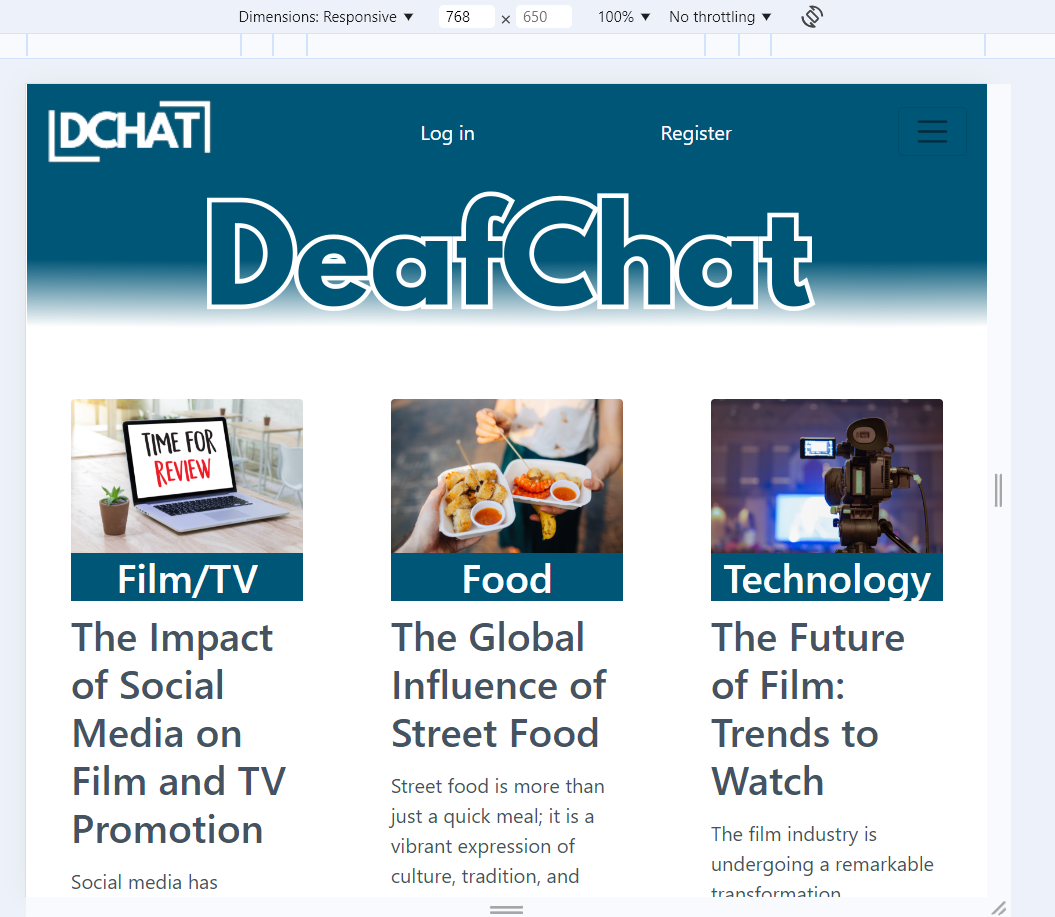 Dimensions: Responsive ▼ 768 × 650 100% ▼ No throttling ▼
DCHAT Log in Register
DeafChat
TIME FOR
REVIEW
Film/TV
The Impact
of Social
Media on
Film and TV
Promotion
Social media has
Food
The Global
Influence of
Street Food
Street food is more than
just a quick meal; it is a
vibrant expression of
culture, tradition, and
Technology
The Future
of Film:
Trends to
Watch
The film industry is
undergoing a remarkable
transformation